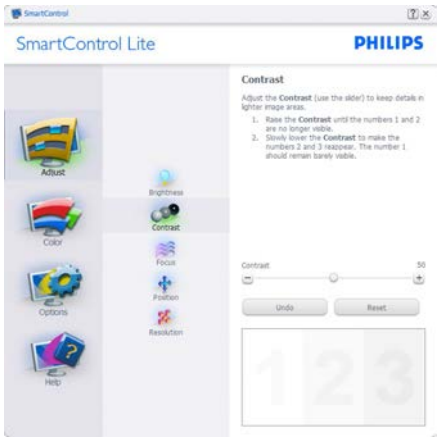 SmartControl
SmartControl Lite
PHILIPS
Adjust
Color
Options
Help
Brightness
Contrast
Focus
Position
Resolution
Contrast
Adjust the Contrast (use the slider) to keep details in
lighter image areas.
1. Raise the Contrast until the numbers 1 and 2
are no longer visible.
2. Slowly lower the Contrast to make the
numbers 2 and 3 reappear. The number 1
should remain barely visible.
Contrast 50
Undo Reset
1 2 3